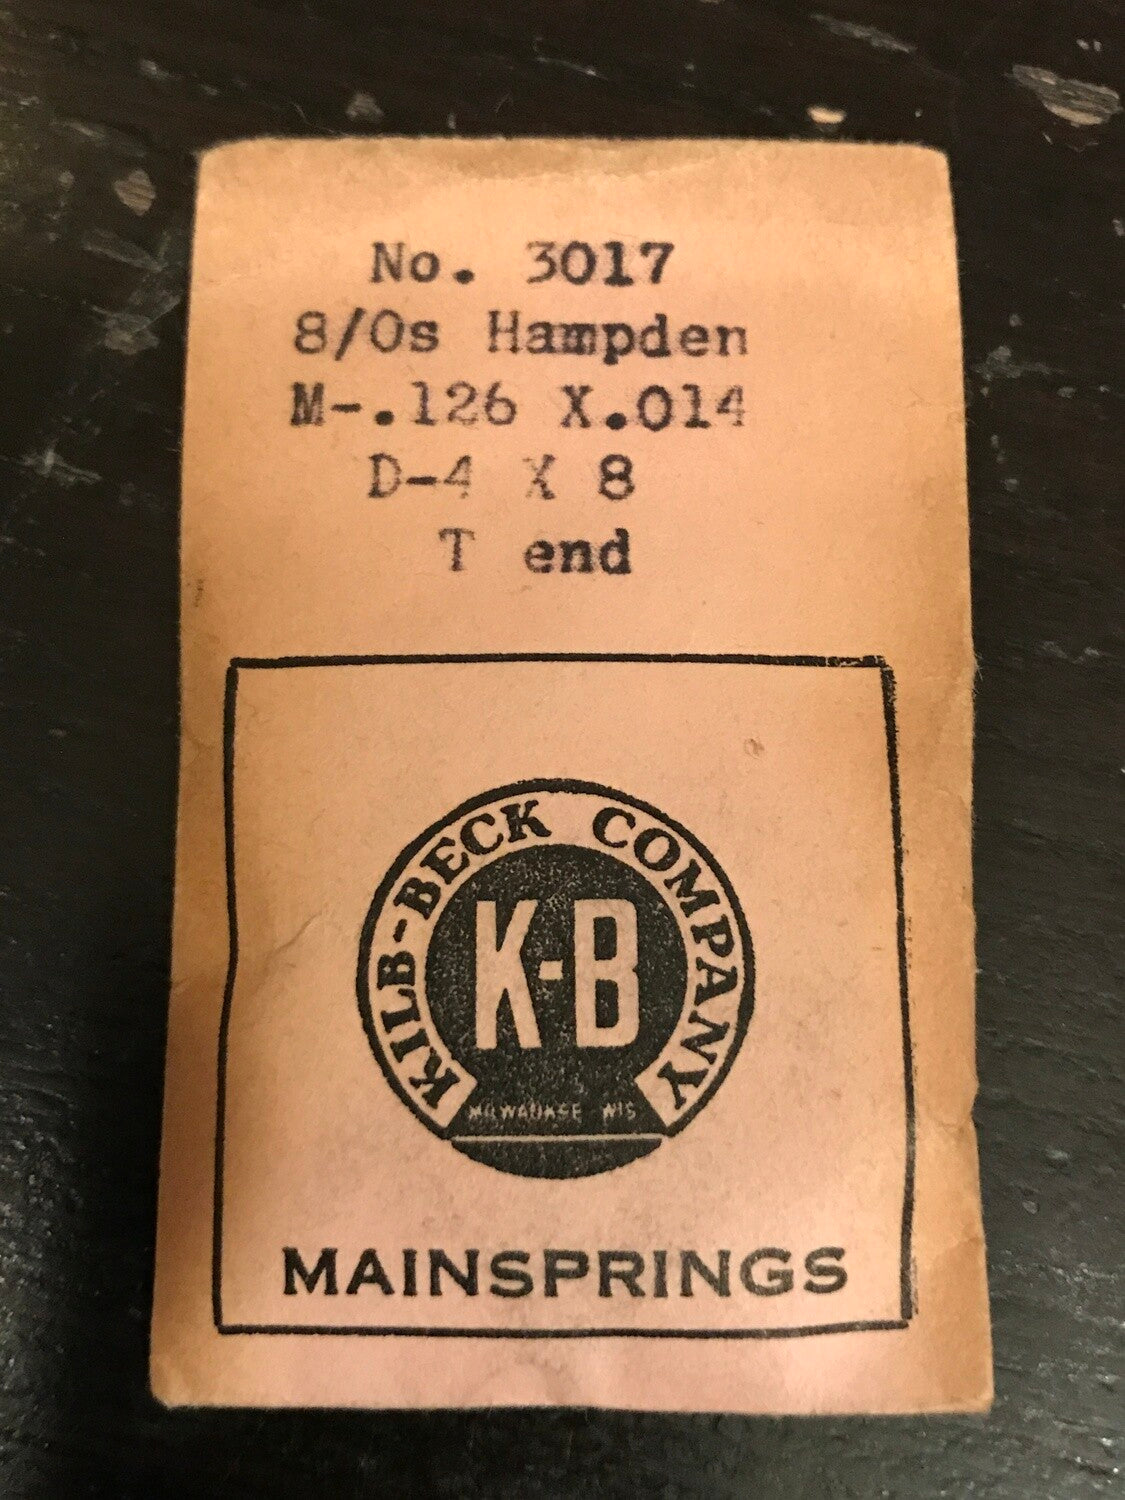 No. 3017
8/0s Hampden
M-.126 X.014
D-4 X 8
T end
KILB-BECK COMPANY
K-B
MILWAUKEE WIS
MAINSPRINGS